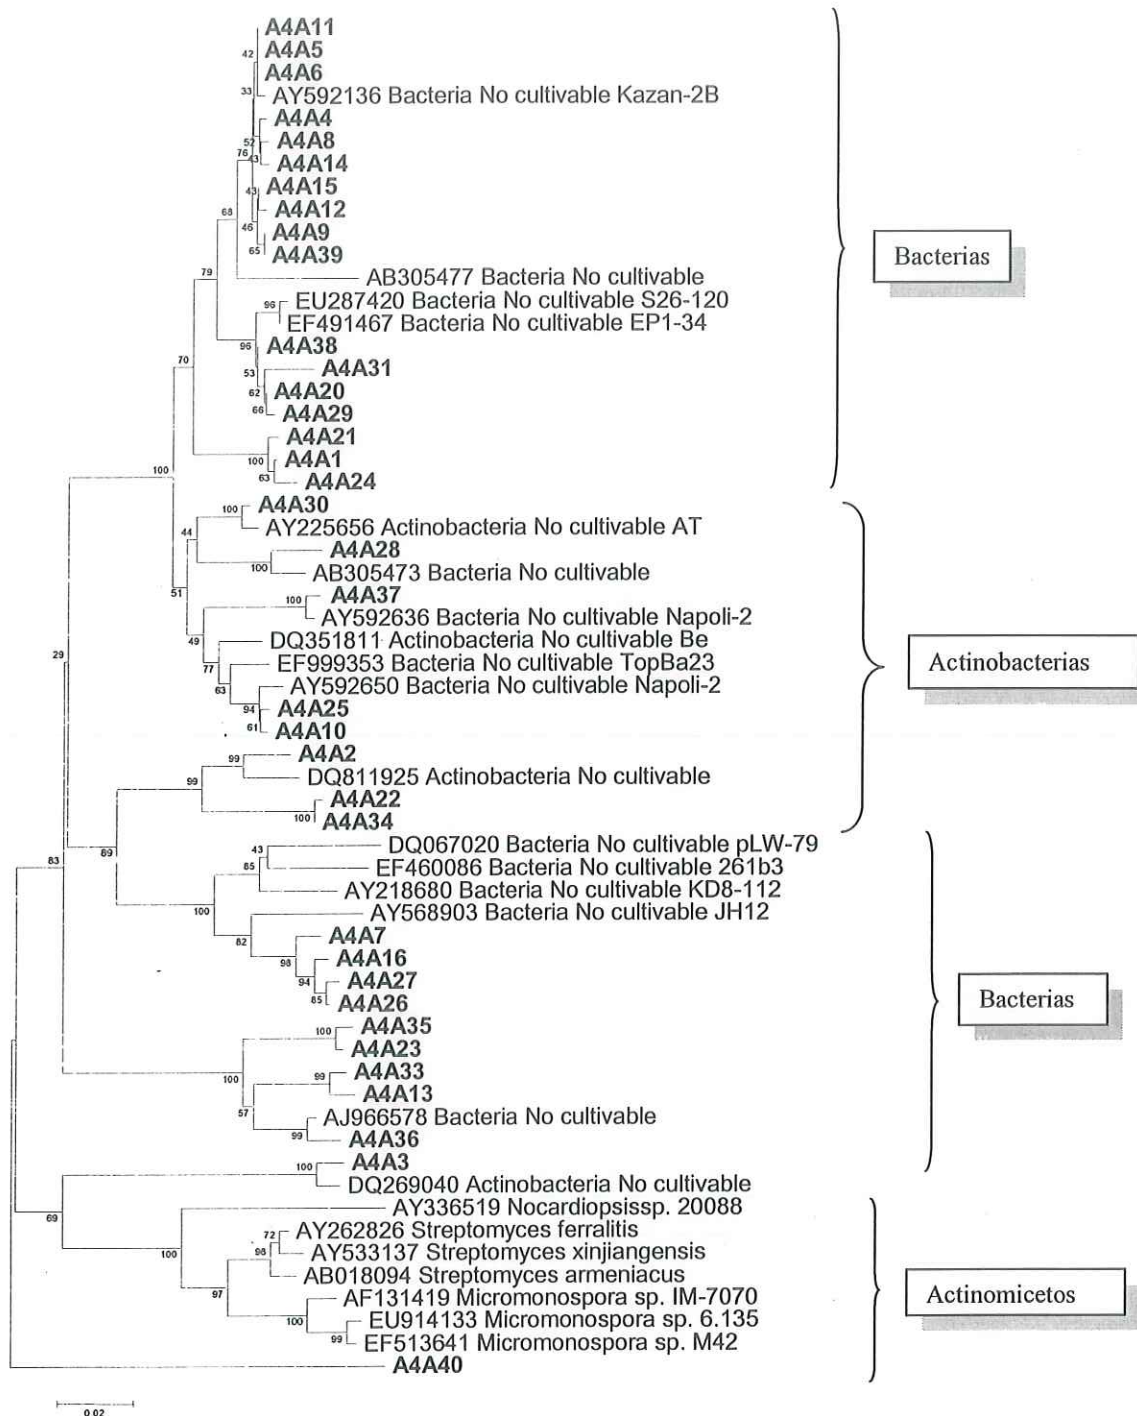 A4A11
A4A5
A4A6
AY592136 Bacteria No cultivable Kazan-2B
A4A4
A4A8
A4A14
A4A15
A4A12
A4A9
A4A39
AB305477 Bacteria No cultivable
EU287420 Bacteria No cultivable S26-120
EF491467 Bacteria No cultivable EP1-34
A4A38
A4A31
A4A20
A4A29
A4A21
A4A1
A4A24
Bacterias
A4A30
AY225656 Actinobacteria No cultivable AT
A4A28
AB305473 Bacteria No cultivable
A4A37
AY592636 Bacteria No cultivable Napoli-2
DQ351811 Actinobacteria No cultivable Be
EF999353 Bacteria No cultivable TopBa23
AY592650 Bacteria No cultivable Napoli-2
A4A25
A4A10
A4A2
DQ811925 Actinobacteria No cultivable
A4A22
A4A34
Actinobacterias
DQ067020 Bacteria No cultivable pLW-79
EF460086 Bacteria No cultivable 261b3
AY218680 Bacteria No cultivable KD8-112
AY568903 Bacteria No cultivable JH12
A4A7
A4A16
A4A27
A4A26
A4A35
A4A23
A4A33
A4A13
AJ966578 Bacteria No cultivable
A4A36
A4A3
DQ269040 Actinobacteria No cultivable
Bacterias
AY336519 Nocardiopsissp. 20088
AY262826 Streptomyces ferralitis
AY533137 Streptomyces xinjiangensis
AB018094 Streptomyces armeniacus
AF131419 Micromonospora sp. IM-7070
EU914133 Micromonospora sp. 6.135
EF513641 Micromonospora sp. M42
A4A40
Actinomicetos
42
33
52
43
76
43
46
65
68
79
96
96
53
62
66
70
100
63
100
100
44
100
51
100
49
77
63
94
61
29
99
99
100
89
43
85
100
82
98
94
85
83
100
100
99
57
99
100
69
72
98
100
97
100
99
0.02